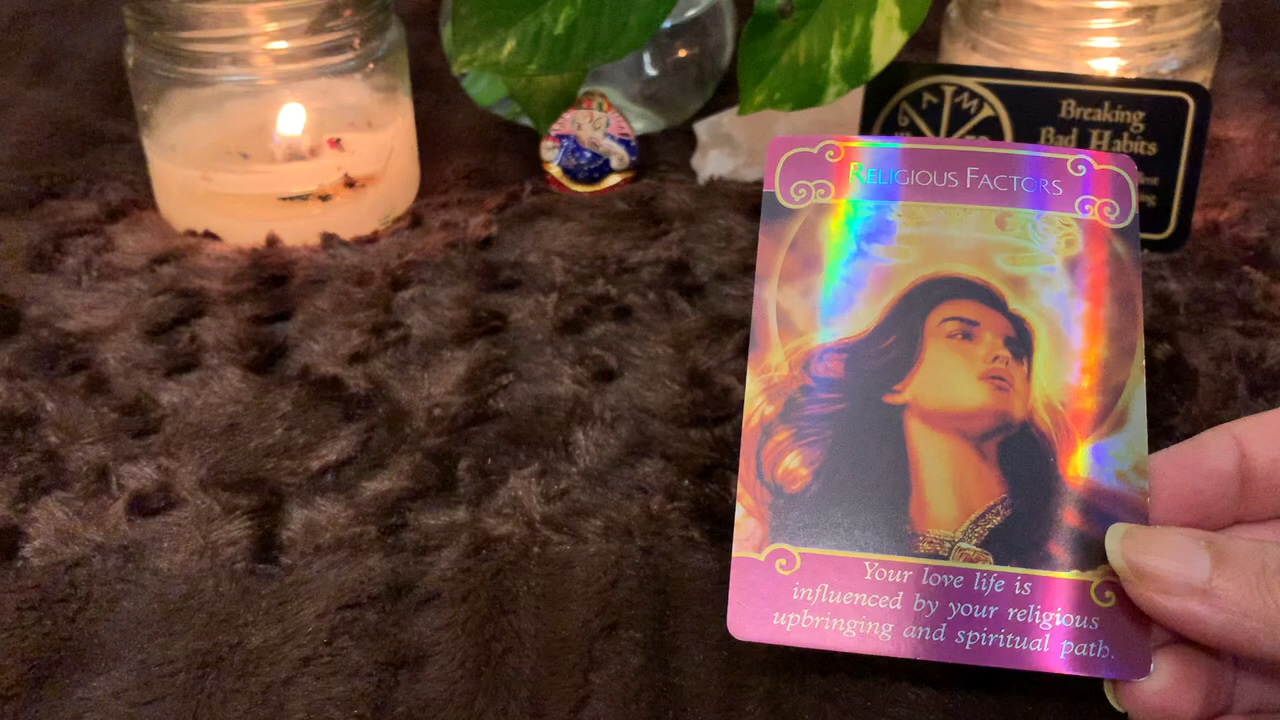 Breaking
Bad Habits
RELIGIOUS FACTORS
Your love life is
influenced by your religious
upbringing and spiritual path.